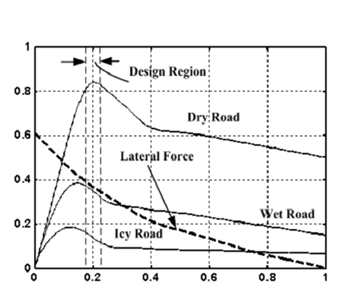 1
Design Region
0.8
Dry Road
0.6
Lateral Force
0.4
Wet Road
0.2
Icy Road
0
0 0.2 0.4 0.6 0.8 1